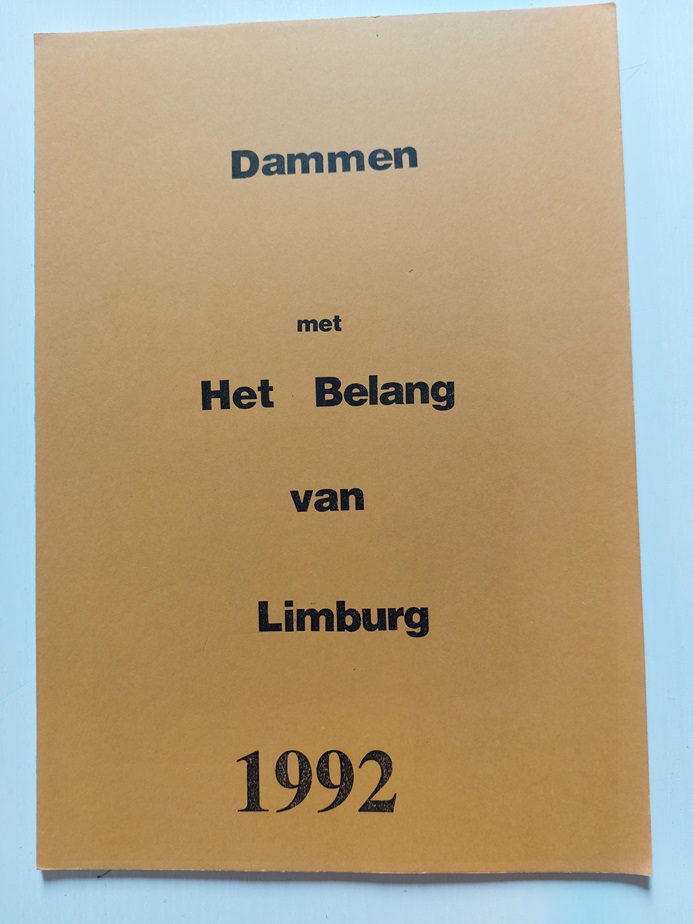 Dammen
met
Het Belang
van
Limburg
1992